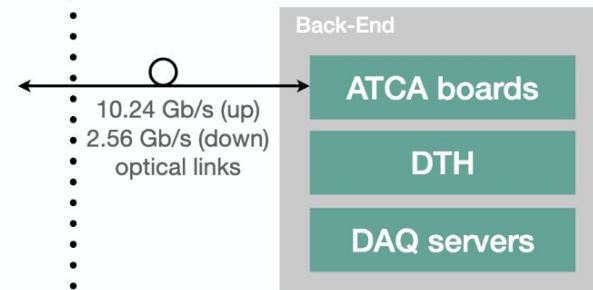 Back-End
10.24 Gb/s (up)
2.56 Gb/s (down)
optical links
ATCA boards
DTH
DAQ servers